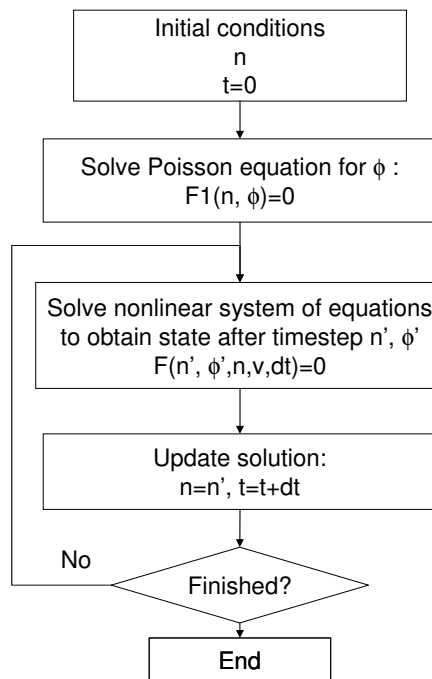 Initial conditions
n
t=0
Solve Poisson equation for ϕ :
F1(n, ϕ)=0
Solve nonlinear system of equations
to obtain state after timestep n', ϕ'
F(n', ϕ',n,v,dt)=0
Update solution:
n=n', t=t+dt
No
Finished?
End